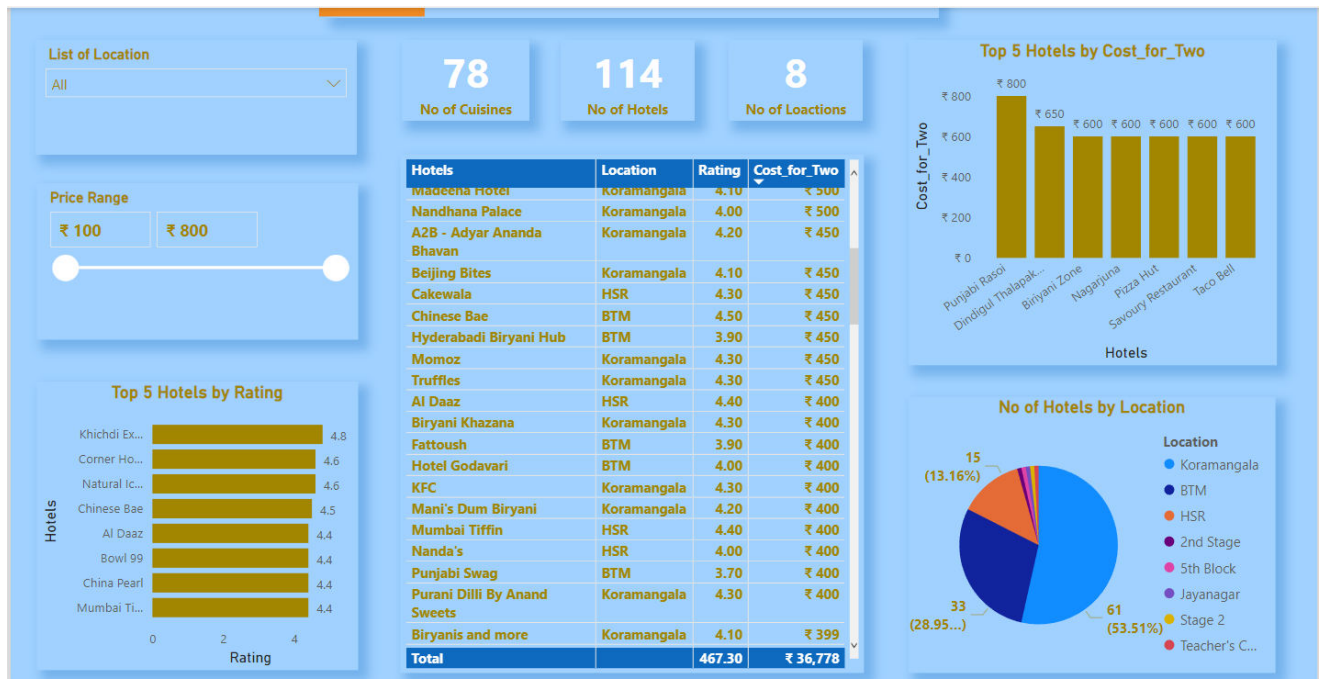 List of Location
All
78
No of Cuisines
114
No of Hotels
8
No of Loactions
Price Range
₹ 100
₹ 800
Top 5 Hotels by Rating
Hotels
Khichdi Ex... 4.8
Corner Ho... 4.6
Natural Ic... 4.6
Chinese Bae 4.5
Al Daaz 4.4
Bowl 99 4.4
China Pearl 4.4
Mumbai Ti... 4.4
0 2 4
Rating
Hotels Location Rating Cost_for_Two
Madeena Hotel Koramangala 4.10 ₹ 500
Nandhana Palace Koramangala 4.00 ₹ 500
A2B - Adyar Ananda Koramangala 4.20 ₹ 450
Bhavan
Beijing Bites Koramangala 4.10 ₹ 450
Cakewala HSR 4.30 ₹ 450
Chinese Bae BTM 4.50 ₹ 450
Hyderabadi Biryani Hub BTM 3.90 ₹ 450
Momoz Koramangala 4.30 ₹ 450
Truffles Koramangala 4.30 ₹ 450
Al Daaz HSR 4.40 ₹ 400
Biryani Khazana Koramangala 4.30 ₹ 400
Fattoush BTM 3.90 ₹ 400
Hotel Godavari BTM 4.00 ₹ 400
KFC Koramangala 4.30 ₹ 400
Mani's Dum Biryani Koramangala 4.20 ₹ 400
Mumbai Tiffin HSR 4.40 ₹ 400
Nanda's HSR 4.00 ₹ 400
Punjabi Swag BTM 3.70 ₹ 400
Purani Dilli By Anand Koramangala 4.30 ₹ 400
Sweets
Biryanis and more Koramangala 4.10 ₹ 399
Total 467.30 ₹ 36,778
Top 5 Hotels by Cost_for_Two
Cost_for_Two
₹ 800
₹ 600
₹ 400
₹ 200
₹ 0
₹ 800 ₹ 650 ₹ 600 ₹ 600 ₹ 600 ₹ 600 ₹ 600
Punjabi Rasoi
Dindigul Thalapak...
Biriyani Zone
Nagarjuna
Pizza Hut
Savoury Restaurant
Taco Bell
Hotels
No of Hotels by Location
15
(13.16%)
33
(28.95...)
61
(53.51%)
Location
Koramangala
BTM
HSR
2nd Stage
5th Block
Jayanagar
Stage 2
Teacher's C...